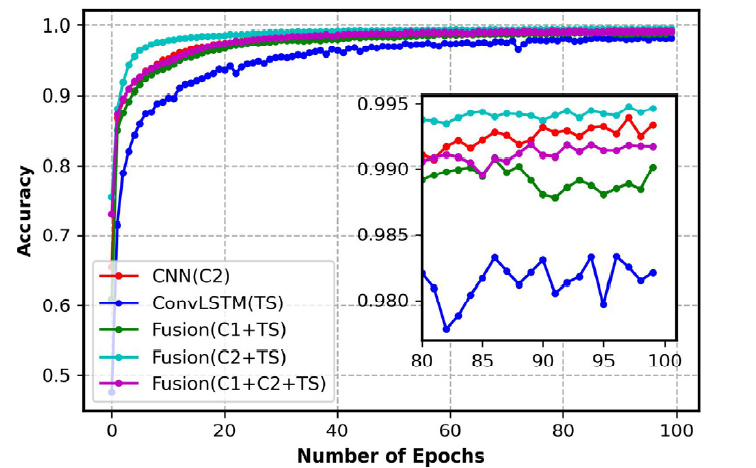 1.0
0.9
0.8
0.7
0.6
0.5
Accuracy
0.995
0.990
0.985
0.980
80 85 90 95 100
CNN(C2)
ConvLSTM(TS)
Fusion(C1+TS)
Fusion(C2+TS)
Fusion(C1+C2+TS)
0 20 40 60 80 100
Number of Epochs